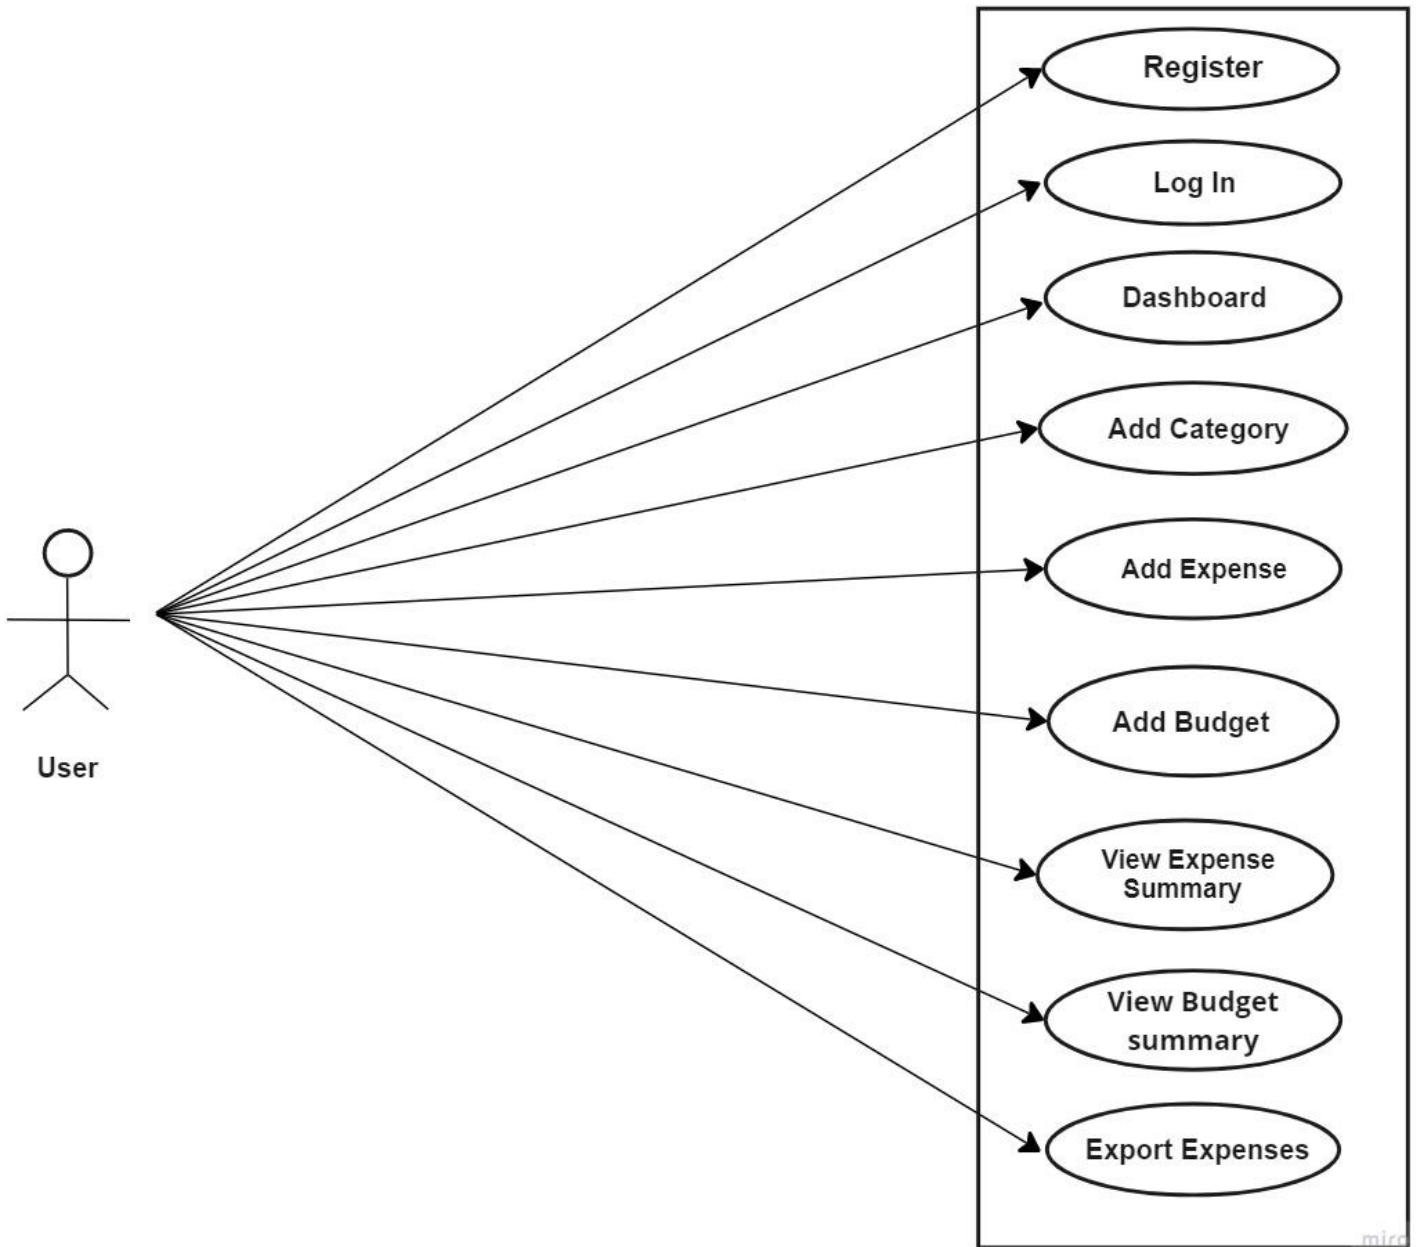 Register
Log In
Dashboard
Add Category
Add Expense
User
Add Budget
View Expense
Summary
View Budget
summary
Export Expenses
miro